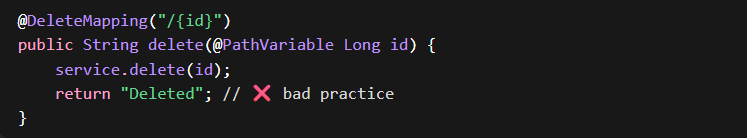 @DeleteMapping("/{id}")
public String delete(@PathVariable Long id) {
    service.delete(id);
    return "Deleted"; // ❌ bad practice
}